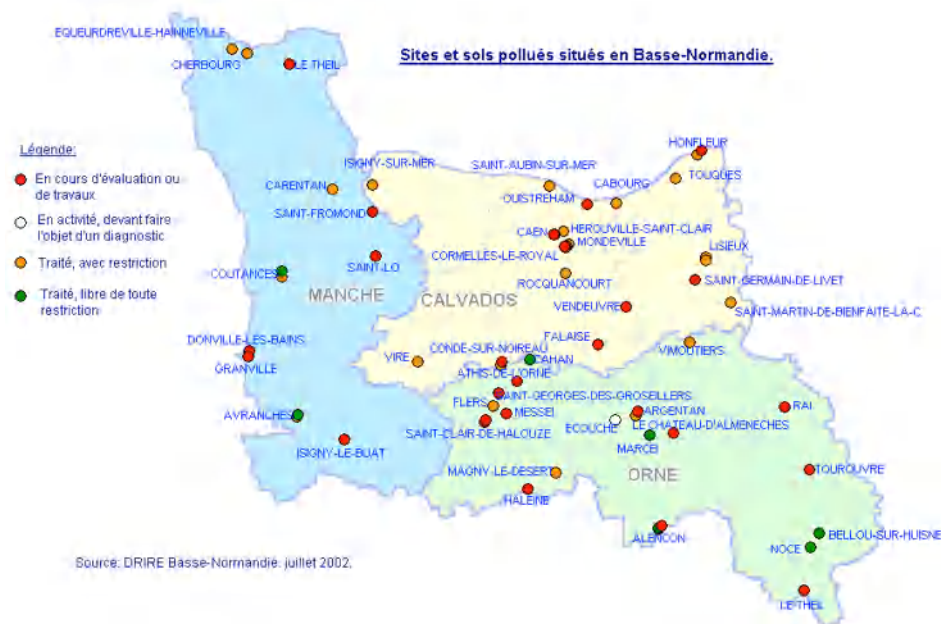 Sites et sols pollués situés en Basse-Normandie.
EQUEURDREVILLE-HAINNEVILLE
CHERBOURG
LE THEIL
Légende:
En cours d'évaluation ou
de travaux
En activité, devant faire
l'objet d'un diagnostic
Traité, avec restriction
Traité, libre de toute
restriction
HONFLEUR
ISIGNY-SUR-MER
SAINT-AUBIN-SUR-MER
CARENTAN
CABOURG
TOUQUES
OUISTREHAM
SAINT-FROMOND
CAEN
HEROUVILLE-SAINT-CLAIR
MONDEVILLE
LISIEUX
SAINT-LO
CORMELLES-LE-ROYAL
COUTANCES
ROCQUANCOURT
SAINT-GERMAIN-DE-LIVET
MANCHE
CALVADOS
VENDEUVRE
SAINT-MARTIN-DE-BIENFAITE-LA-C.
DONVILLE-LES-BAINS
FALAISE
CONDE-SUR-NOIREAU
VIMOUTIERS
GRANVILLE
VIRE
CAHAN
ATHIS-DE-L'ORNE
SAINT-GEORGES-DES-GROSEILLERS
FLERS
AVRANCHES
MESSEI
ARGENTAN
RAI
SAINT-CLAIR-DE-HALOUZE
ECOUCHE
LE CHATEAU-D'ALMENECHES
MARCEI
ISIGNY-LE-BUAT
MAGNY-LE-DESERT
ORNE
TOUROUVRE
HALEINE
ALENCON
BELLOU-SUR-HUISNE
NOCE
Source: DRIRE Basse-Normandie. juillet 2002.
LE-THEIL